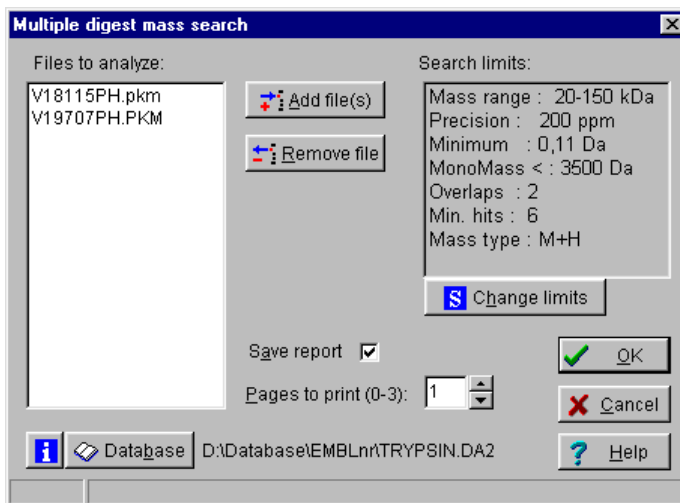 Multiple digest mass search
Files to analyze:
V18115PH.pkm
V19707PH.PKM
Add file(s)
Remove file
Search limits:
Mass range : 20-150 kDa
Precision : 200 ppm
Minimum : 0,11 Da
MonoMass < : 3500 Da
Overlaps : 2
Min. hits : 6
Mass type : M+H
S Change limits
Save report
Pages to print (0-3): 1
OK
Cancel
Help
i Database D:\Database\EMBLnr\TRYPSIN.DA2